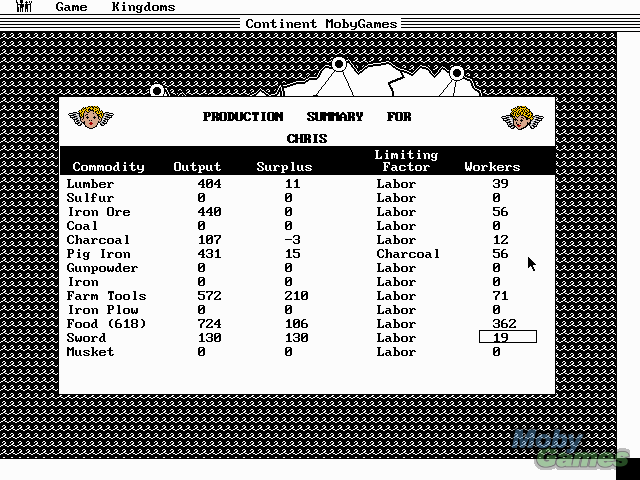 Game Kingdoms
Continent MobyGames
PRODUCTION SUMMARY FOR
CHRIS
Commodity Output Surplus Limiting Factor Workers
Lumber 404 11 Labor 39
Sulfur 0 0 Labor 0
Iron Ore 440 0 Labor 56
Coal 0 0 Labor 0
Charcoal 107 -3 Labor 12
Pig Iron 431 15 Charcoal 56
Gunpowder 0 0 Labor 0
Iron 0 0 Labor 0
Farm Tools 572 210 Labor 71
Iron Plow 0 0 Labor 0
Food (618) 724 106 Labor 362
Sword 130 130 Labor 19
Musket 0 0 Labor 0
Moby
Games